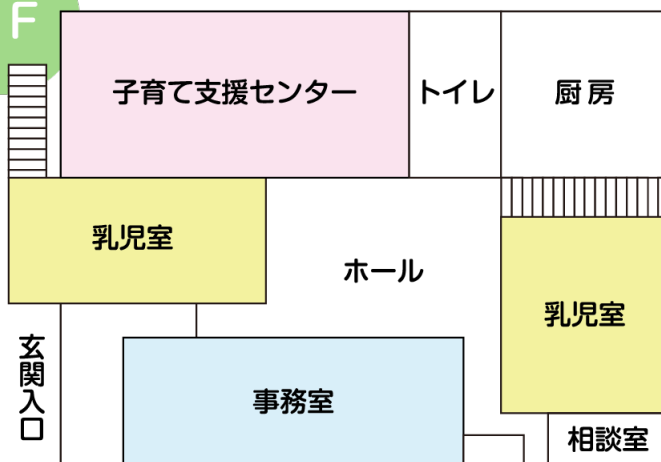 F
子育て支援センター
トイレ
厨房
乳児室
ホール
乳児室
玄関入口
事務室
相談室